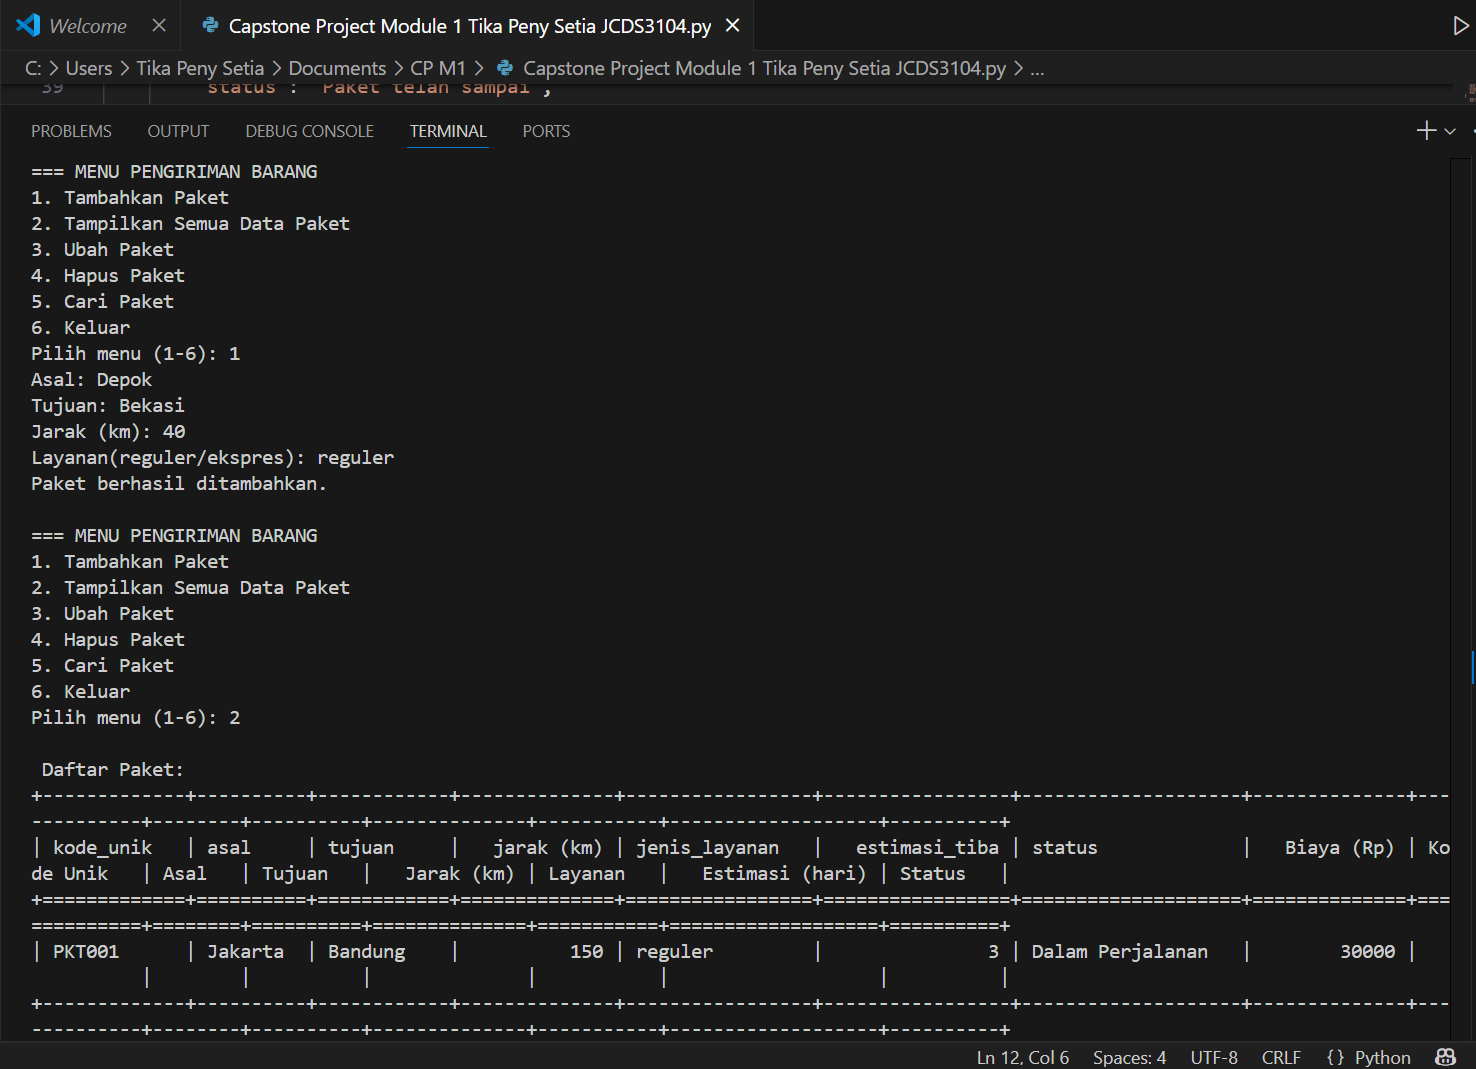 Welcome
Capstone Project Module 1 Tika Peny Setia JCDS3104.py
C: > Users > Tika Peny Setia > Documents > CP M1 > Capstone Project Module 1 Tika Peny Setia JCDS3104.py > ...
39 'status': 'Paket telah sampai',
PROBLEMS OUTPUT DEBUG CONSOLE TERMINAL PORTS
=== MENU PENGIRIMAN BARANG
1. Tambahkan Paket
2. Tampilkan Semua Data Paket
3. Ubah Paket
4. Hapus Paket
5. Cari Paket
6. Keluar
Pilih menu (1-6): 1
Asal: Depok
Tujuan: Bekasi
Jarak (km): 40
Layanan(reguler/ekspres): reguler
Paket berhasil ditambahkan.
=== MENU PENGIRIMAN BARANG
1. Tambahkan Paket
2. Tampilkan Semua Data Paket
3. Ubah Paket
4. Hapus Paket
5. Cari Paket
6. Keluar
Pilih menu (1-6): 2
Daftar Paket:
+-------------+----------+------------+--------------+-----------------+-----------------+--------------------+--------------+---
----------+--------+----------+--------------+-----------+-------------------+----------+
| kode_unik | asal | tujuan | jarak (km) | jenis_layanan | estimasi_tiba | status | Biaya (Rp) | Ko
de Unik | Asal | Tujuan | Jarak (km) | Layanan | Estimasi (hari) | Status |
+=============+==========+============+==============+=================+=================+====================+==============+===
==========+========+==========+==============+===========+===================+==========+
| PKT001 | Jakarta | Bandung | 150 | reguler | 3 | Dalam Perjalanan | 30000 |
| | | | | | |
+-------------+----------+------------+--------------+-----------------+-----------------+--------------------+--------------+---
----------+--------+----------+--------------+-----------+-------------------+----------+
Ln 12, Col 6 Spaces: 4 UTF-8 CRLF {} Python